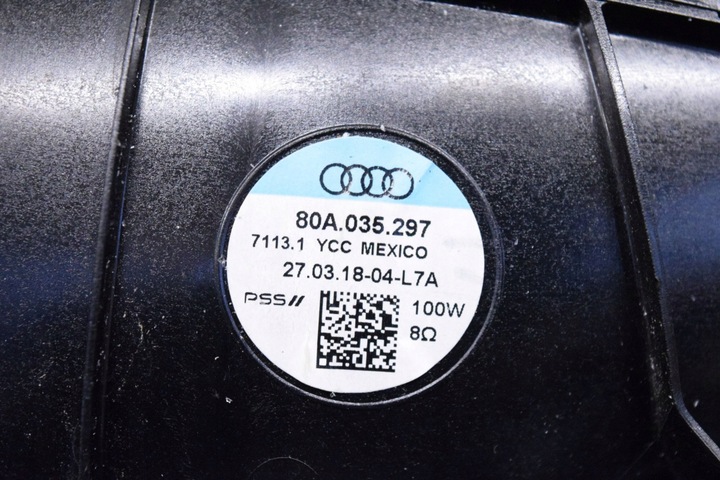 80A.035.297
7113.1 YCC MEXICO
27.03.18-04-L7A
PSS//
100W
8Ω